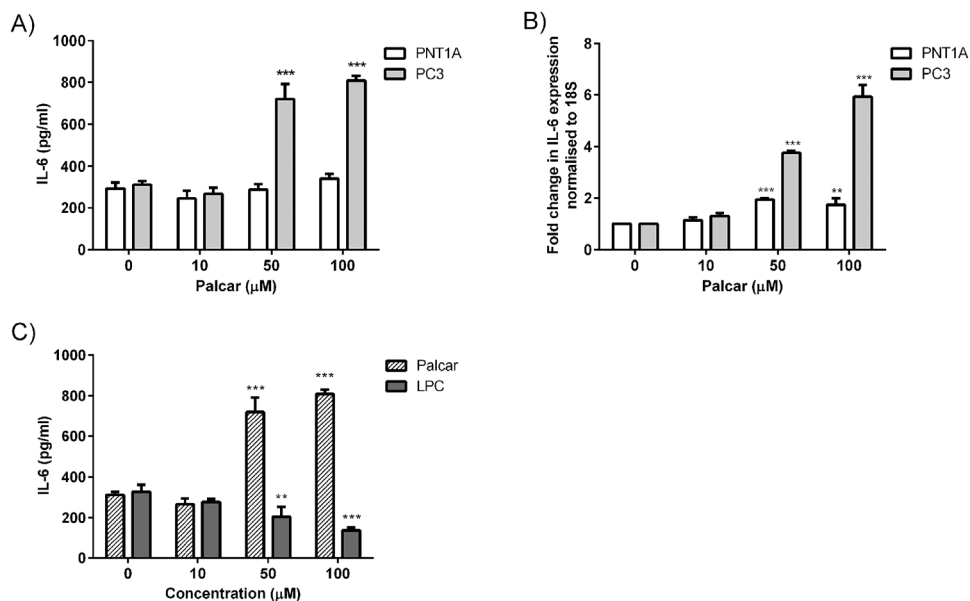 A)
IL-6 (pg/ml)
1000
800
600
400
200
0
***
***
0 10 50 100
Palcar (μM)
PNT1A
PC3
B)
Fold change in IL-6 expression
normalised to 18S
8
6
4
2
0
***
***
**
***
0 10 50 100
Palcar (μM)
PNT1A
PC3
C)
IL-6 (pg/ml)
1000
800
600
400
200
0
***
**
***
***
0 10 50 100
Concentration (μM)
Palcar
LPC